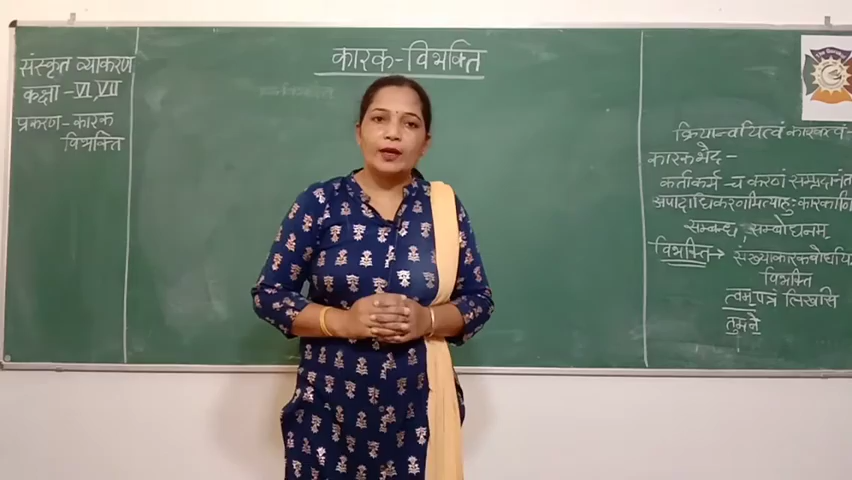 संस्कृत व्याकरण
कक्षा - VI, VII
प्रकरण - कारक
विभक्ति
कारक - विभक्ति
क्रियान्वयित्वं कारकत्वं -
कारक भेद -
कर्ताकर्म - च करणं सम्प्रदानं
अपादाधिकरणमित्याहुः कारकाणि
सम्बन्ध, सम्बोधनम्
विभक्ति → संख्याकारकबोधयि
विभक्ति
त्वम् पत्रं लिखसि
तुमने